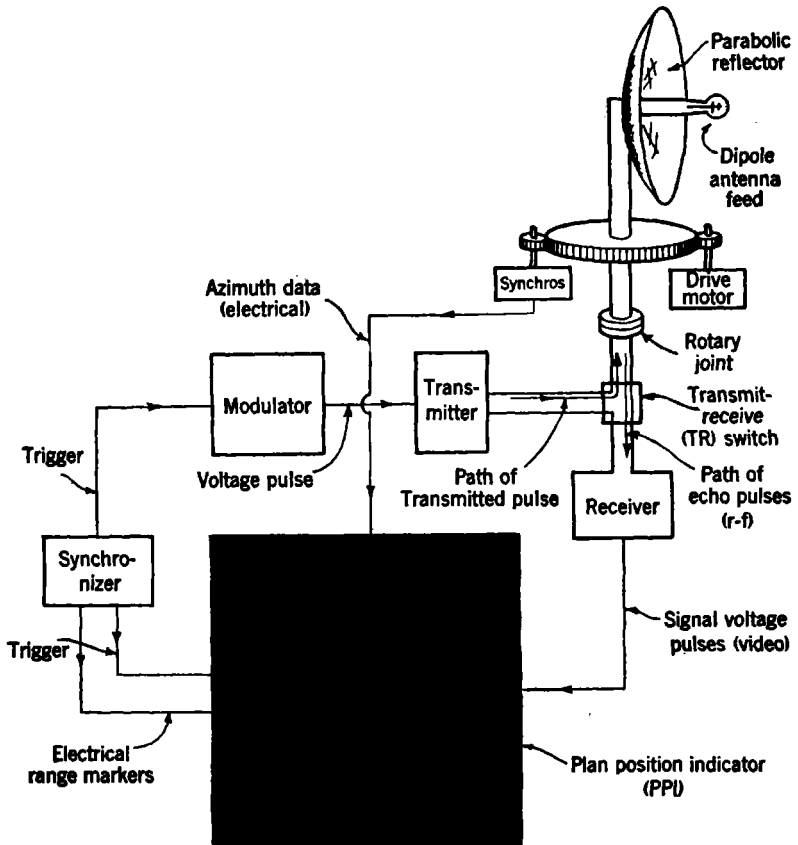 Parabolic
reflector
Dipole
antenna
feed
Synchros
Drive
motor
Azimuth data
(electrical)
Rotary
joint
Modulator
Trans-
mitter
Transmit-
receive
(TR) switch
Trigger
Voltage pulse
Path of
Transmitted pulse
Path of
echo pulses
(r-f)
Receiver
Synchro-
nizer
Trigger
Signal voltage
pulses (video)
Electrical
range markers
Plan position indicator
(PPI)